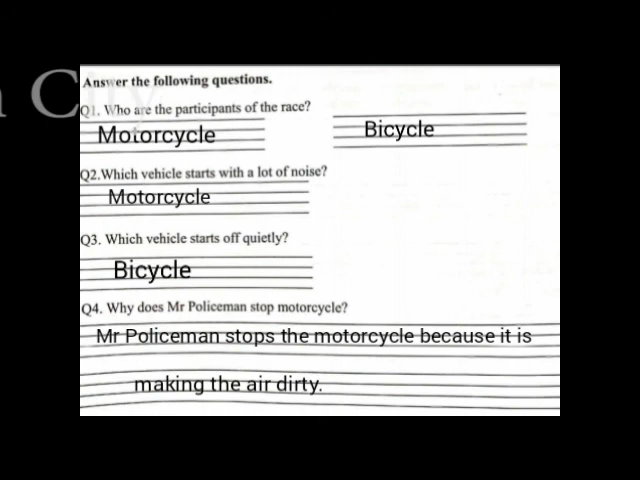 n City
Answer the following questions.
Q1. Who are the participants of the race?
Motorcycle
Bicycle
Q2.Which vehicle starts with a lot of noise?
Motorcycle
Q3. Which vehicle starts off quietly?
Bicycle
Q4. Why does Mr Policeman stop motorcycle?
Mr Policeman stops the motorcycle because it is
making the air dirty.